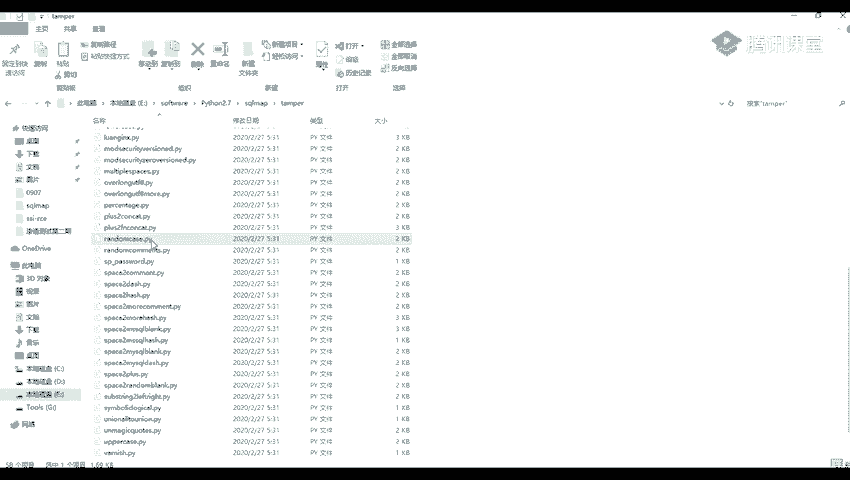 tamper
主页 共享 查看
复制 粘贴
复制路径
粘贴快捷方式
剪切
移动到 复制到 删除 重命名
新建文件夹
新建项目
轻松访问
属性
打开
编辑
历史记录
全部选择
全部取消
反向选择
剪贴板 组织 新建 打开 选择
腾讯课堂
此电脑 > 本地磁盘 (E:) > software > Python2.7 > sqlmap > tamper
搜索"tamper"
名称 修改日期 类型 大小
快速访问
桌面
下载
文档
图片
0907
sqlmap
OneDrive
此电脑
3D 对象
视频
图片
文档
下载
音乐
桌面
本地磁盘 (C:)
本地磁盘 (D:)
本地磁盘 (E:)
Tools (G:)
网络
luanginx.py 2020/2/27 5:31 PY 文件 3 KB
modsecurityversioned.py 2020/2/27 5:31 PY 文件 2 KB
modsecurityzeroversioned.py 2020/2/27 5:31 PY 文件 2 KB
multiplespaces.py 2020/2/27 5:31 PY 文件 2 KB
overlongutf8.py 2020/2/27 5:31 PY 文件 2 KB
overlongutf8more.py 2020/2/27 5:31 PY 文件 2 KB
percentage.py 2020/2/27 5:31 PY 文件 2 KB
plus2concat.py 2020/2/27 5:31 PY 文件 2 KB
plus2fnconcat.py 2020/2/27 5:31 PY 文件 3 KB
randomcase.py 2020/2/27 5:31 PY 文件 2 KB
randomcomments.py 2020/2/27 5:31 PY 文件 2 KB
sp_password.py 2020/2/27 5:31 PY 文件 1 KB
space2comment.py 2020/2/27 5:31 PY 文件 2 KB
space2dash.py 2020/2/27 5:31 PY 文件 2 KB
space2hash.py 2020/2/27 5:31 PY 文件 2 KB
space2morecomment.py 2020/2/27 5:31 PY 文件 2 KB
space2morehash.py 2020/2/27 5:31 PY 文件 3 KB
space2mssqlblank.py 2020/2/27 5:31 PY 文件 3 KB
space2mssqlhash.py 2020/2/27 5:31 PY 文件 1 KB
space2mysqlblank.py 2020/2/27 5:31 PY 文件 2 KB
space2mysqldash.py 2020/2/27 5:31 PY 文件 2 KB
space2plus.py 2020/2/27 5:31 PY 文件 2 KB
space2randomblank.py 2020/2/27 5:31 PY 文件 2 KB
substring2leftright.py 2020/2/27 5:31 PY 文件 2 KB
symboliclogical.py 2020/2/27 5:31 PY 文件 1 KB
unionalltounion.py 2020/2/27 5:31 PY 文件 1 KB
unmagicquotes.py 2020/2/27 5:31 PY 文件 2 KB
uppercase.py 2020/2/27 5:31 PY 文件 2 KB
varnish.py 2020/2/27 5:31 PY 文件 2 KB
选中 1 个项目 1.69 KB